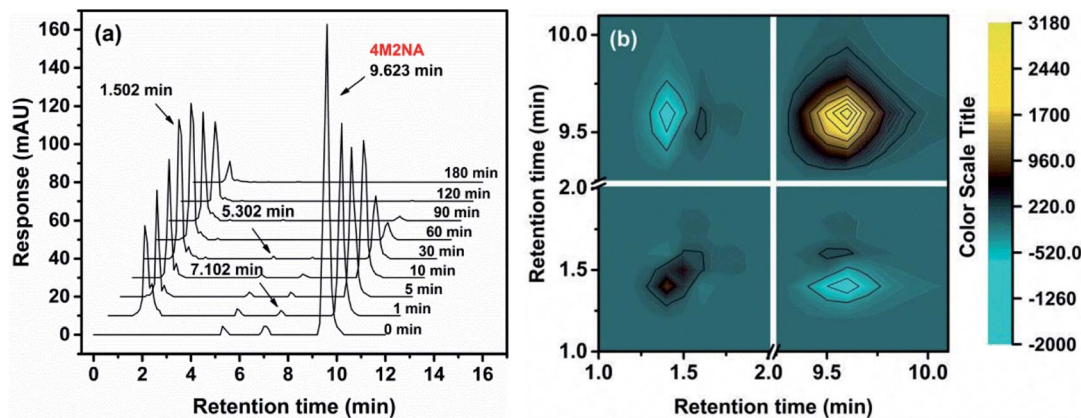 (a)
160
140
120
100
80
60
40
20
0
Response (mAU)
4M2NA
9.623 min
1.502 min
5.302 min
7.102 min
180 min
120 min
90 min
60 min
30 min
10 min
5 min
1 min
0 min
0 2 4 6 8 10 12 14 16
Retention time (min)
(b)
10.0
9.5
2.0
1.5
1.0
Retention time (min)
1.0 1.5 2.0 9.5 10.0
Retention time (min)
3180
2440
1700
960.0
220.0
-520.0
-1260
-2000
Color Scale Title